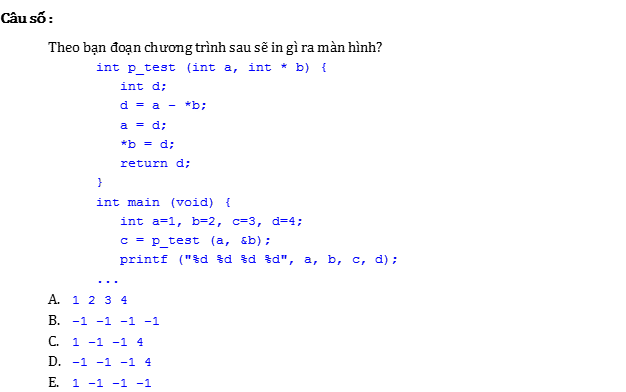 Câu số :
Theo bạn đoạn chương trình sau sẽ in gì ra màn hình?
int p_test (int a, int * b) {
int d;
d = a - *b;
a = d;
*b = d;
return d;
}
int main (void) {
int a=1, b=2, c=3, d=4;
c = p_test (a, &b);
printf ("%d %d %d %d", a, b, c, d);
...
A. 1 2 3 4
B. -1 -1 -1 -1
C. 1 -1 -1 4
D. -1 -1 -1 4
E. 1 -1 -1 -1